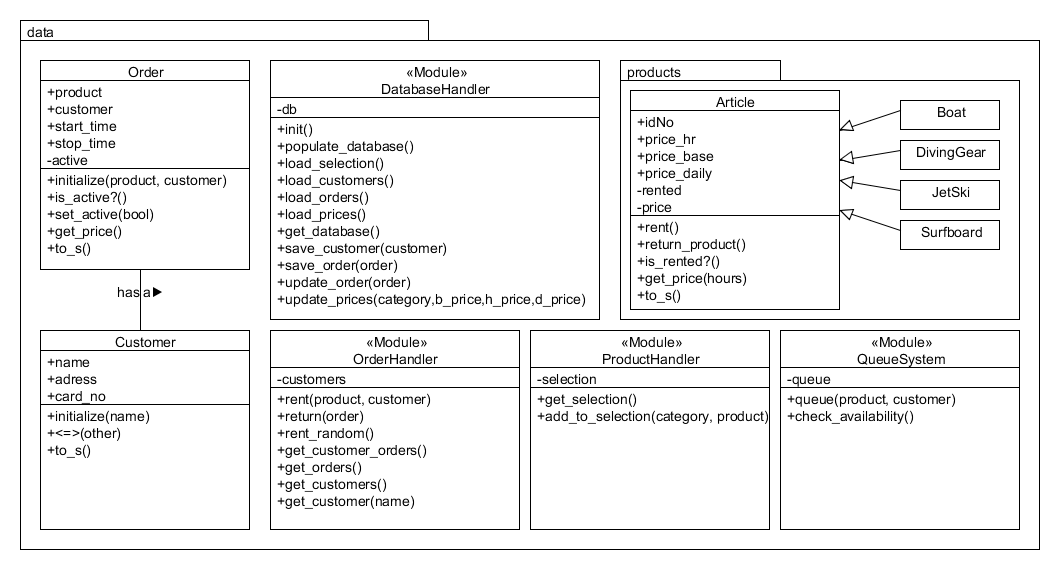 data
Order
+product
+customer
+start_time
+stop_time
-active
+initialize(product, customer)
+is_active?()
+set_active(bool)
+get_price()
+to_s()
has a
Customer
+name
+adress
+card_no
+initialize(name)
+<=>(other)
+to_s()
«Module»
DatabaseHandler
-db
+init()
+populate_database()
+load_selection()
+load_customers()
+load_orders()
+load_prices()
+get_database()
+save_customer(customer)
+save_order(order)
+update_order(order)
+update_prices(category,b_price,h_price,d_price)
products
Article
+idNo
+price_hr
+price_base
+price_daily
-rented
-price
+rent()
+return_product()
+is_rented?()
+get_price(hours)
+to_s()
Boat
DivingGear
JetSki
Surfboard
«Module»
OrderHandler
-customers
+rent(product, customer)
+return(order)
+rent_random()
+get_customer_orders()
+get_orders()
+get_customers()
+get_customer(name)
«Module»
ProductHandler
-selection
+get_selection()
+add_to_selection(category, product)
«Module»
QueueSystem
-queue
+queue(product, customer)
+check_availability()